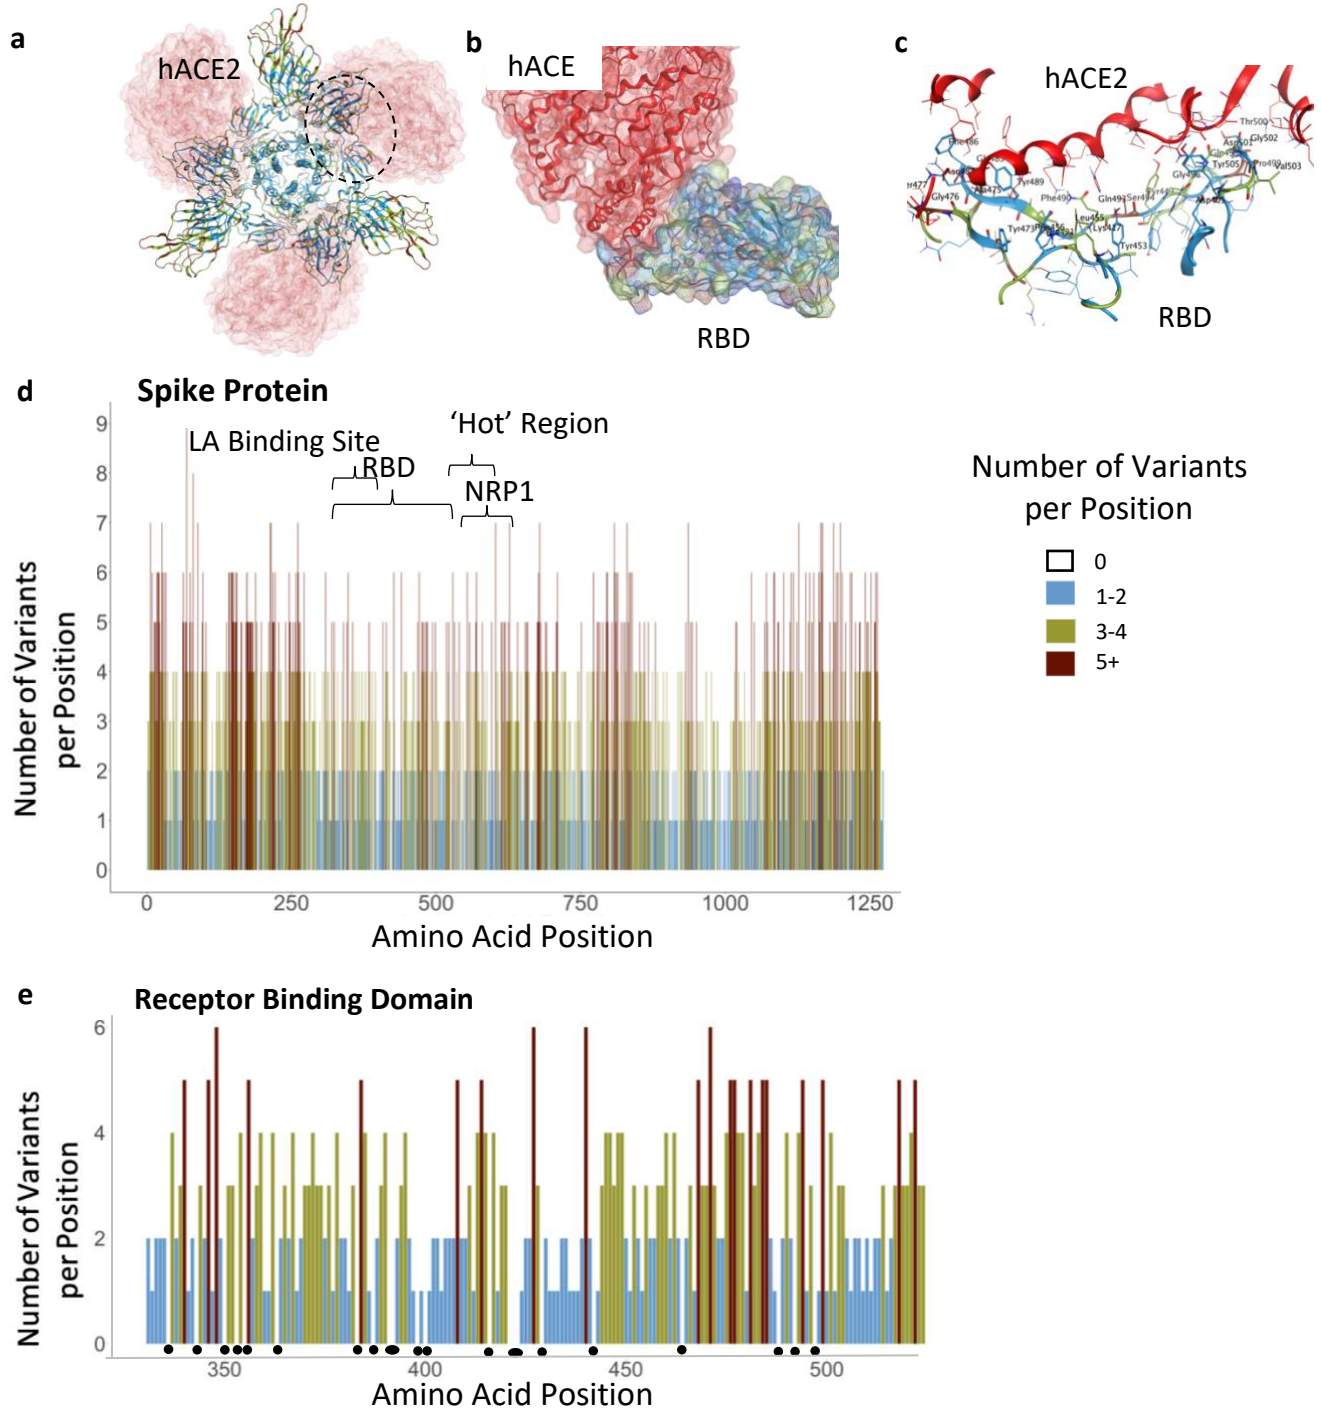 a
hACE2
b
hACE
RBD
c
hACE2
Thr500
Gly502
Tyr505
Val503
Phe486
Gly476
Ala475
Tyr489
Phe490
Gln493
Ser494
Leu455
Lys417
Tyr473
Tyr453
Gly496
RBD
d
Spike Protein
LA Binding Site
RBD
‘Hot’ Region
NRP1
Number of Variants
per Position
9
8
7
6
5
4
3
2
1
0
0 250 500 750 1000 1250
Amino Acid Position
Number of Variants
per Position
0
1-2
3-4
5+
e
Receptor Binding Domain
Number of Variants
per Position
6
4
2
0
350 400 450 500
Amino Acid Position